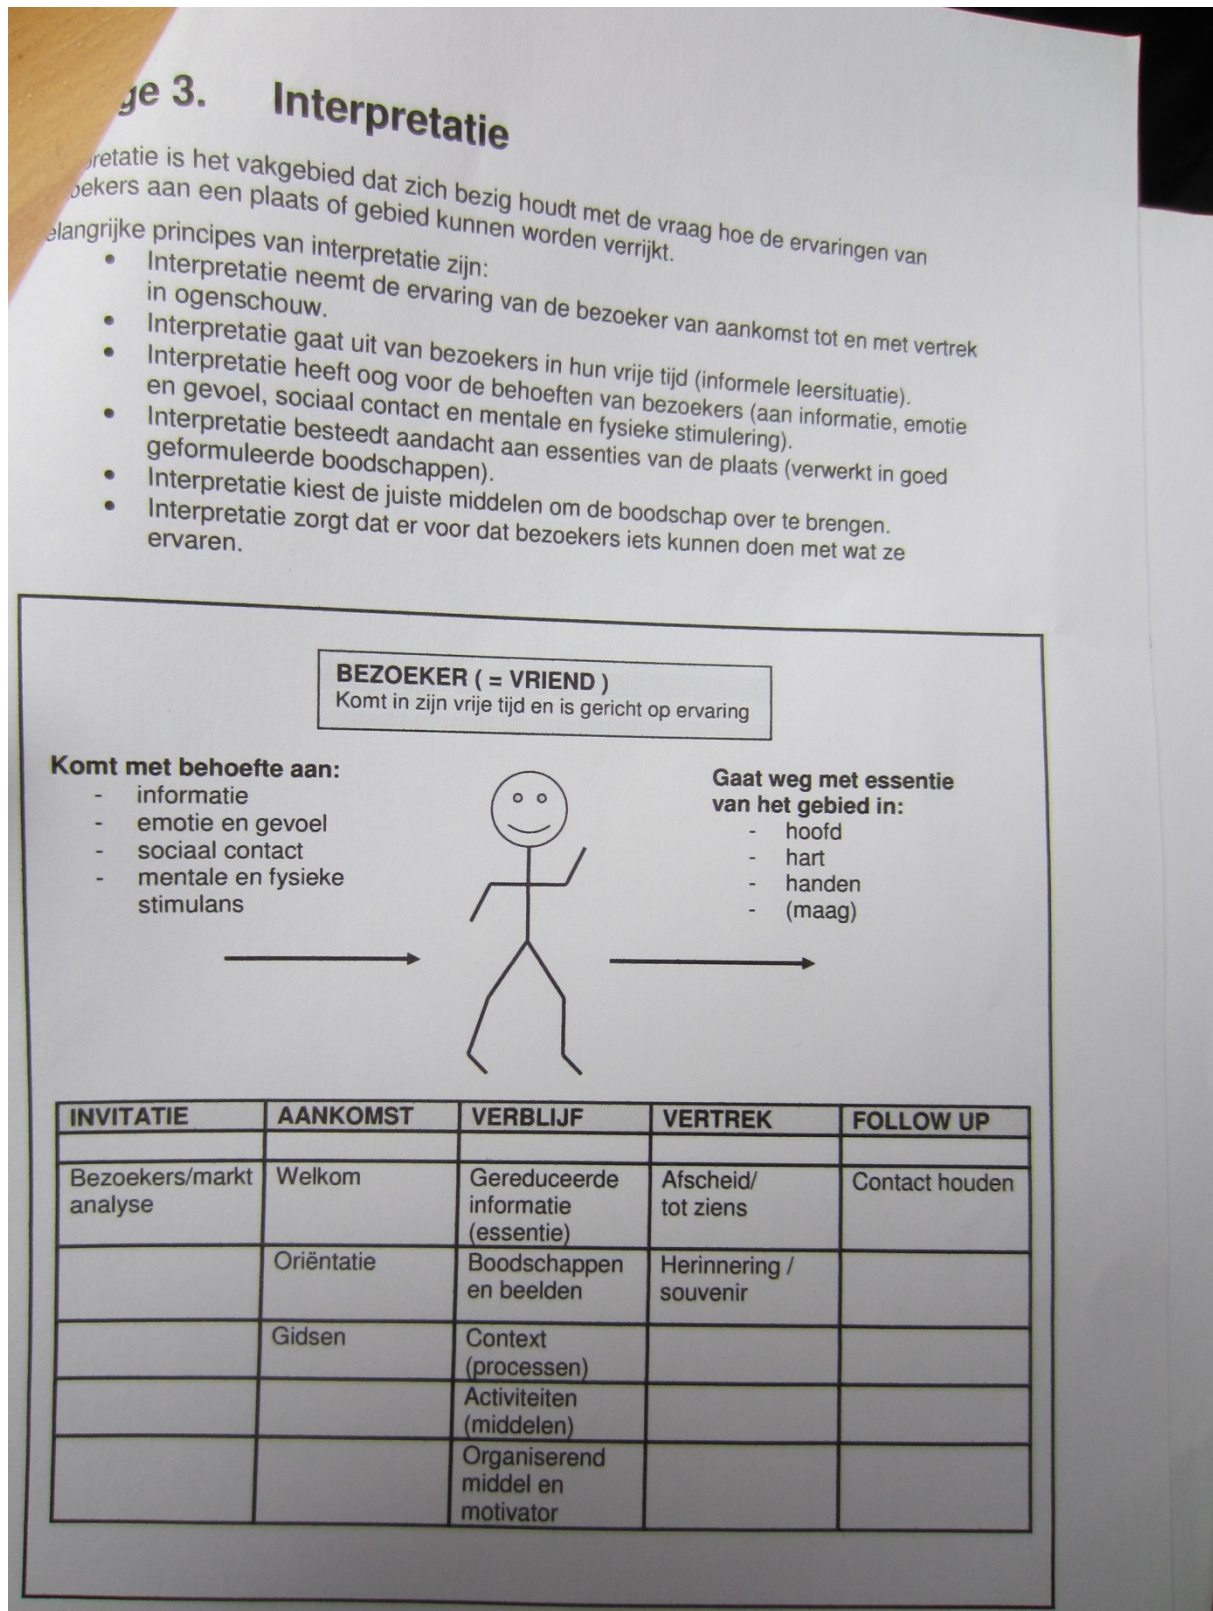 ge 3. Interpretatie
pretatie is het vakgebied dat zich bezig houdt met de vraag hoe de ervaringen van
oekers aan een plaats of gebied kunnen worden verrijkt.
elangrijke principes van interpretatie zijn:
• Interpretatie neemt de ervaring van de bezoeker van aankomst tot en met vertrek
in ogenschouw.
• Interpretatie gaat uit van bezoekers in hun vrije tijd (informele leersituatie).
• Interpretatie heeft oog voor de behoeften van bezoekers (aan informatie, emotie
en gevoel, sociaal contact en mentale en fysieke stimulering).
• Interpretatie besteedt aandacht aan essenties van de plaats (verwerkt in goed
geformuleerde boodschappen).
• Interpretatie kiest de juiste middelen om de boodschap over te brengen.
• Interpretatie zorgt dat er voor dat bezoekers iets kunnen doen met wat ze
ervaren.
BEZOEKER ( = VRIEND )
Komt in zijn vrije tijd en is gericht op ervaring
Komt met behoefte aan:
- informatie
- emotie en gevoel
- sociaal contact
- mentale en fysieke
stimulans
Gaat weg met essentie
van het gebied in:
- hoofd
- hart
- handen
- (maag)
INVITATIE AANKOMST VERBLIJF VERTREK FOLLOW UP
Bezoekers/markt Welkom Gereduceerde Afscheid/ Contact houden
analyse informatie tot ziens
(essentie)
Oriëntatie Boodschappen Herinnering /
en beelden souvenir
Gidsen Context
(processen)
Activiteiten
(middelen)
Organiserend
middel en
motivator